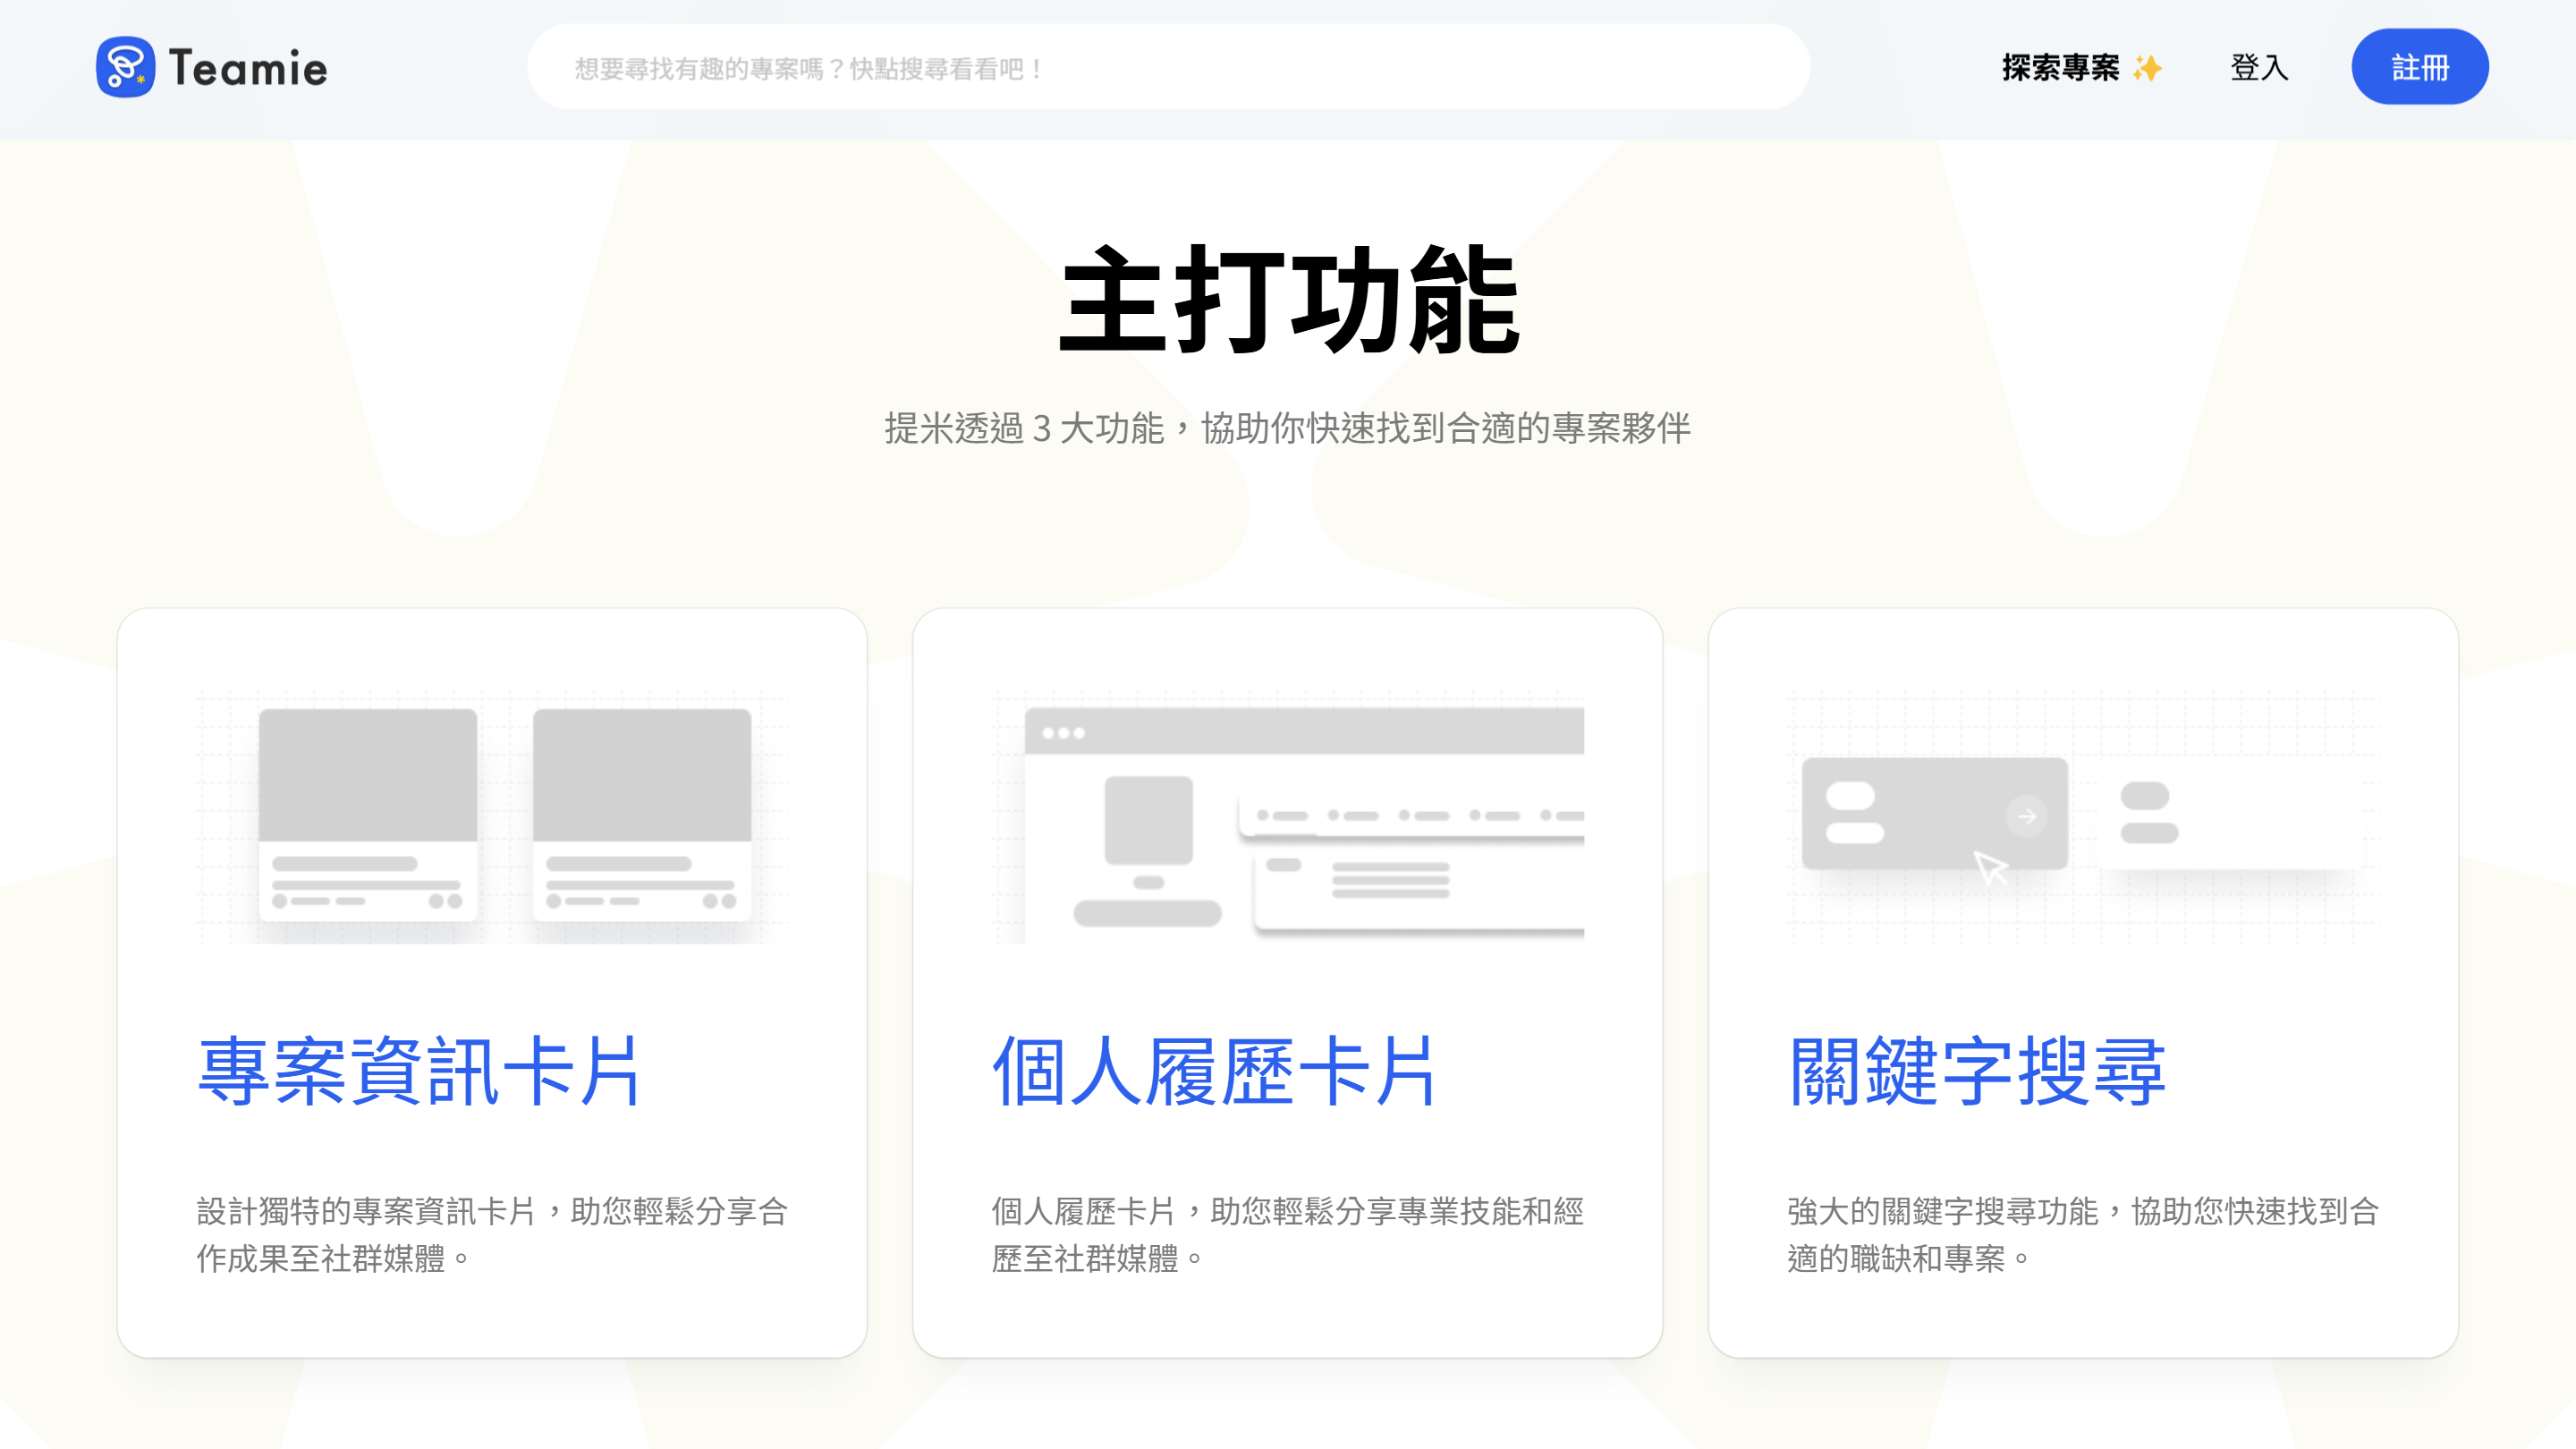 Teamie
想要尋找有趣的專案嗎？快點搜尋看看吧！
探索專案 ✨
登入
註冊
主打功能
提米透過 3 大功能，協助你快速找到合適的專案夥伴
專案資訊卡片
設計獨特的專案資訊卡片，助您輕鬆分享合
作成果至社群媒體。
個人履歷卡片
個人履歷卡片，助您輕鬆分享專業技能和經
歷至社群媒體。
關鍵字搜尋
強大的關鍵字搜尋功能，協助您快速找到合
適的職缺和專案。